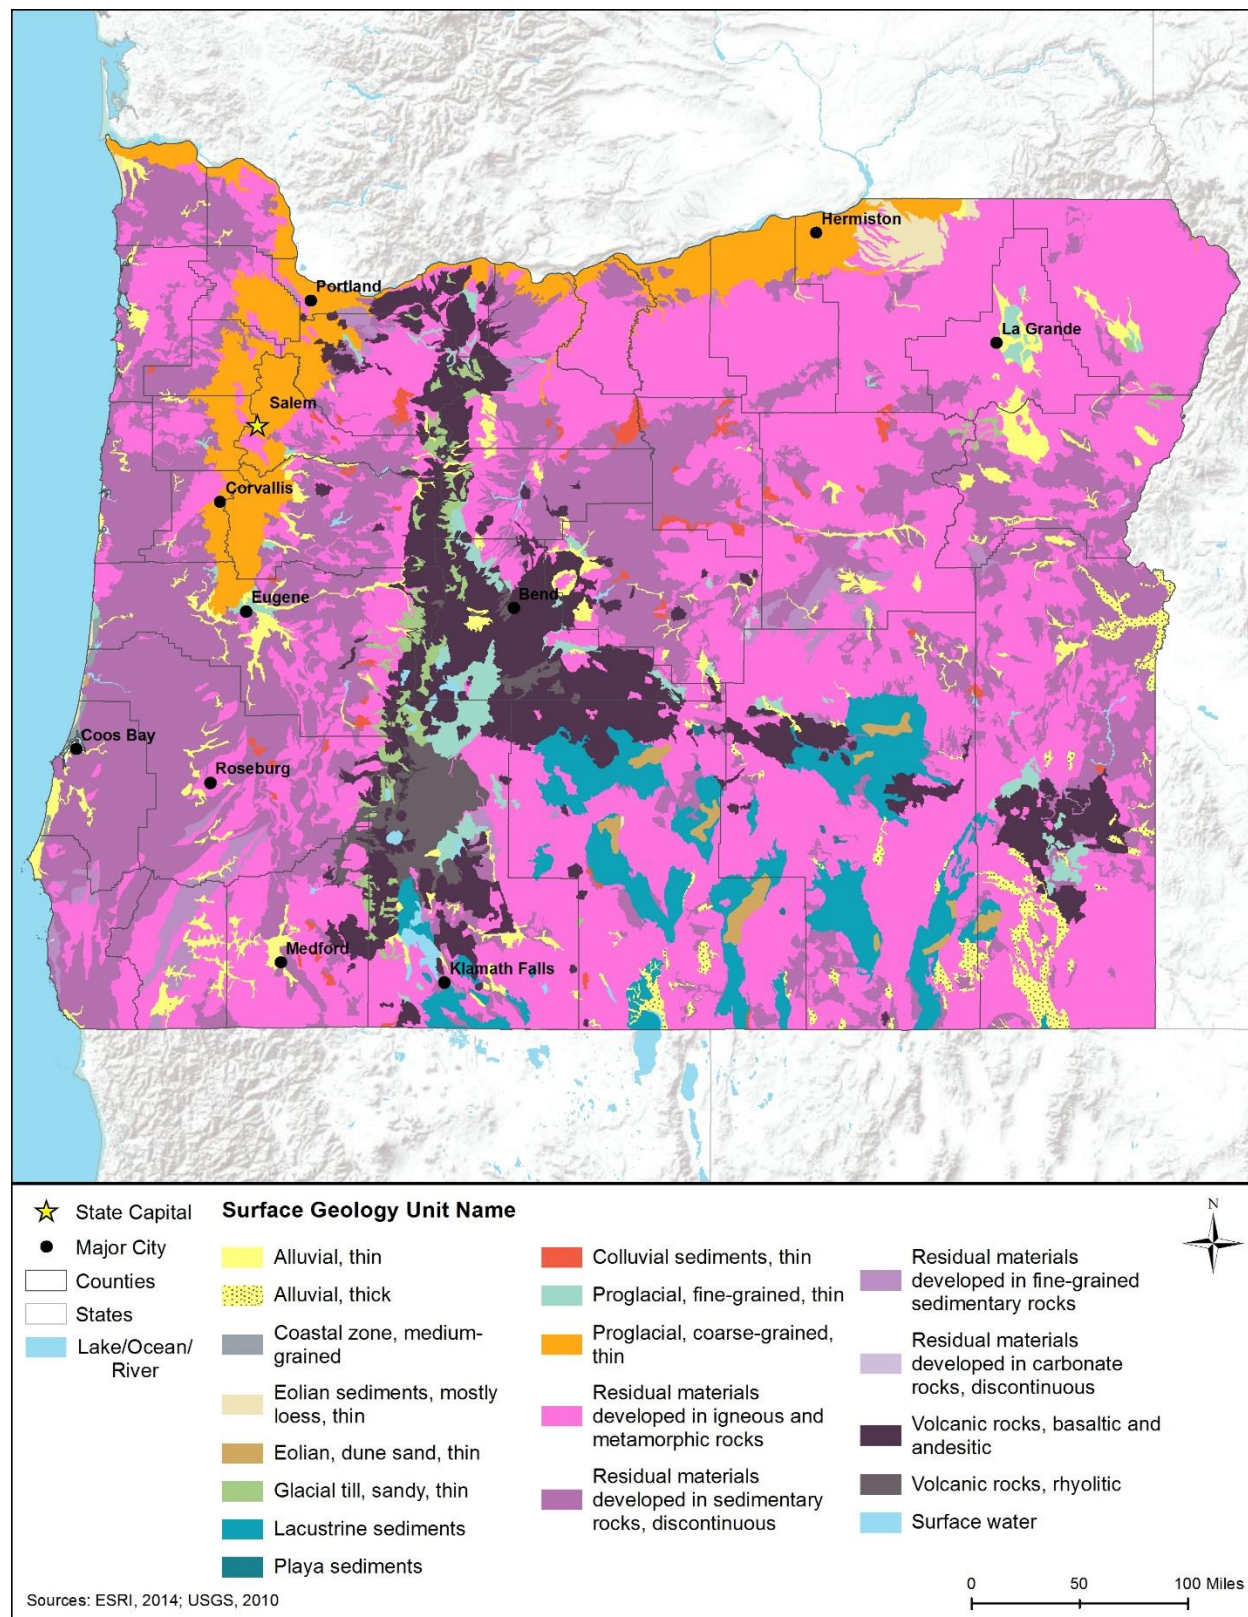 Hermiston
Portland
La Grande
Salem
Corvallis
Eugene
Bend
Coos Bay
Roseburg
Medford
Klamath Falls
State Capital
Major City
Counties
States
Lake/Ocean/
River
Surface Geology Unit Name
Alluvial, thin
Alluvial, thick
Coastal zone, medium-
grained
Eolian sediments, mostly
loess, thin
Eolian, dune sand, thin
Glacial till, sandy, thin
Lacustrine sediments
Playa sediments
Colluvial sediments, thin
Proglacial, fine-grained, thin
Proglacial, coarse-grained,
thin
Residual materials
developed in igneous and
metamorphic rocks
Residual materials
developed in sedimentary
rocks, discontinuous
Residual materials
developed in fine-grained
sedimentary rocks
Residual materials
developed in carbonate
rocks, discontinuous
Volcanic rocks, basaltic and
andesitic
Volcanic rocks, rhyolitic
Surface water
N
0 50 100 Miles
Sources: ESRI, 2014; USGS, 2010